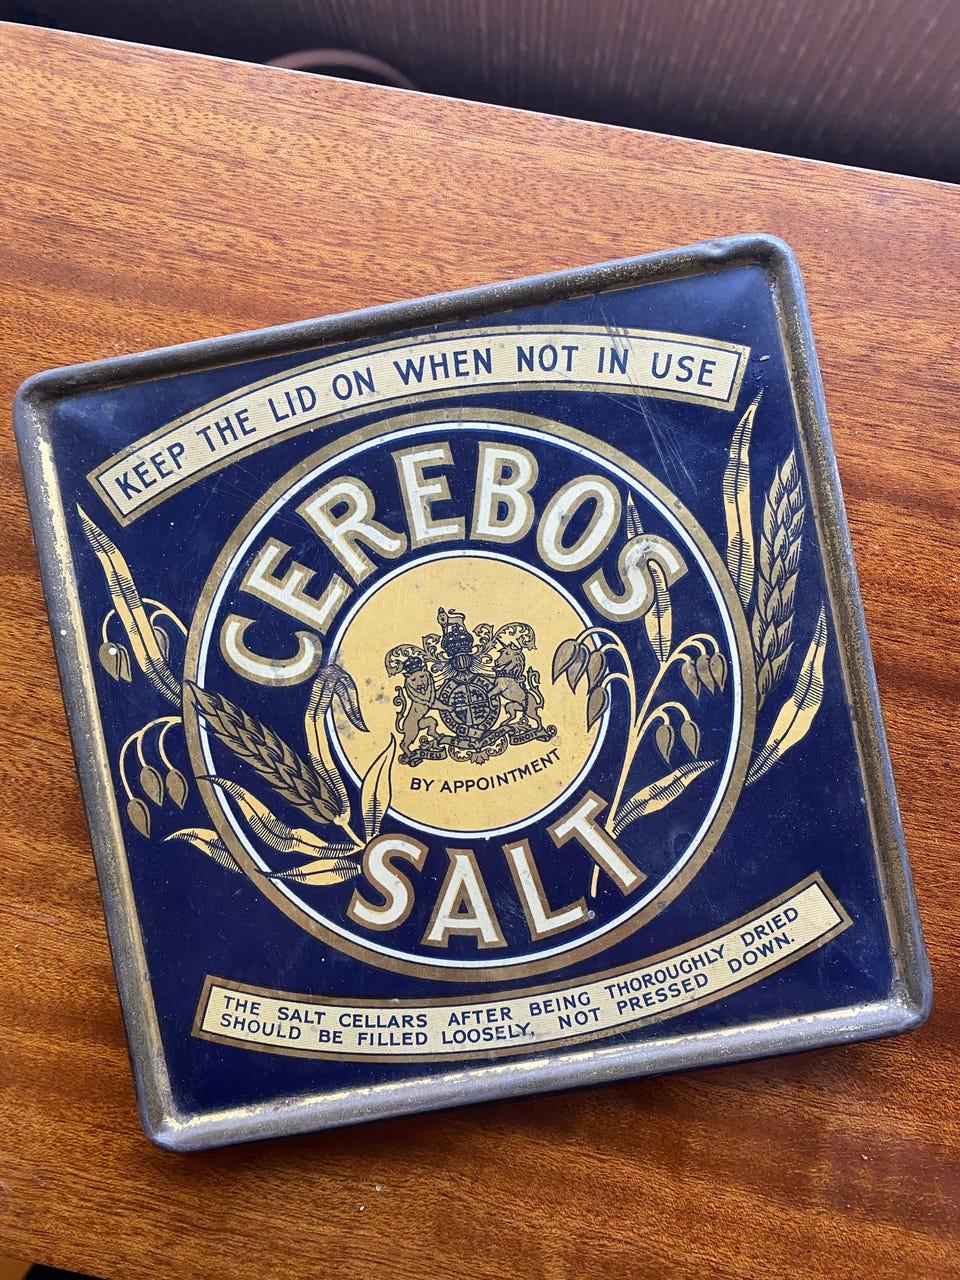 KEEP THE LID ON WHEN NOT IN USE
CEREBOS
BY APPOINTMENT
SALT
THE SALT CELLARS AFTER BEING THOROUGHLY DRIED
SHOULD BE FILLED LOOSELY, NOT PRESSED DOWN.